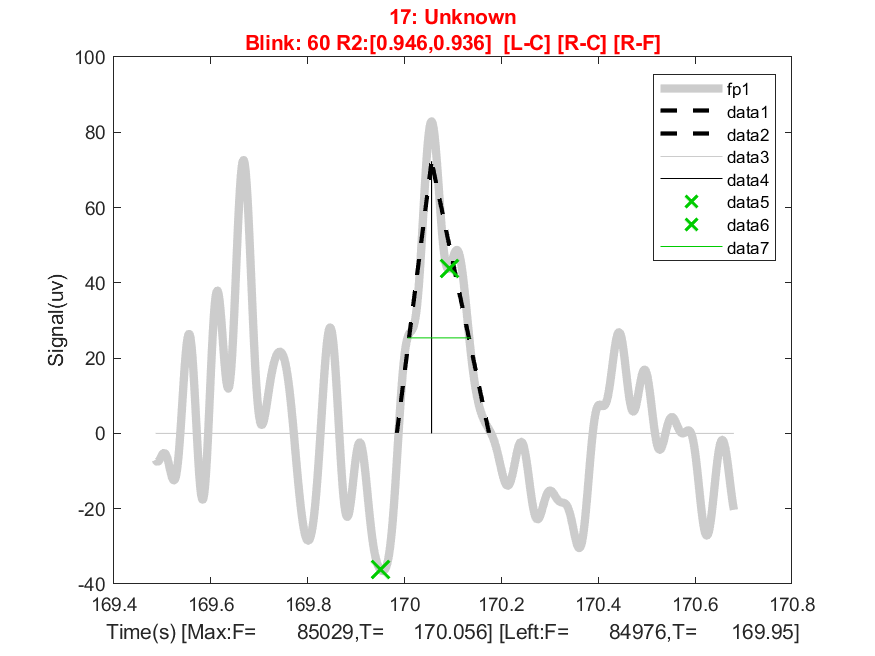 17: Unknown
Blink: 60 R2:[0.946,0.936]  [L-C] [R-C] [R-F]
100
80
60
40
20
0
-20
-40
Signal(uv)
fp1
data1
data2
data3
data4
data5
data6
data7
169.4 169.6 169.8 170 170.2 170.4 170.6 170.8
Time(s) [Max:F= 85029,T= 170.056] [Left:F= 84976,T= 169.95]